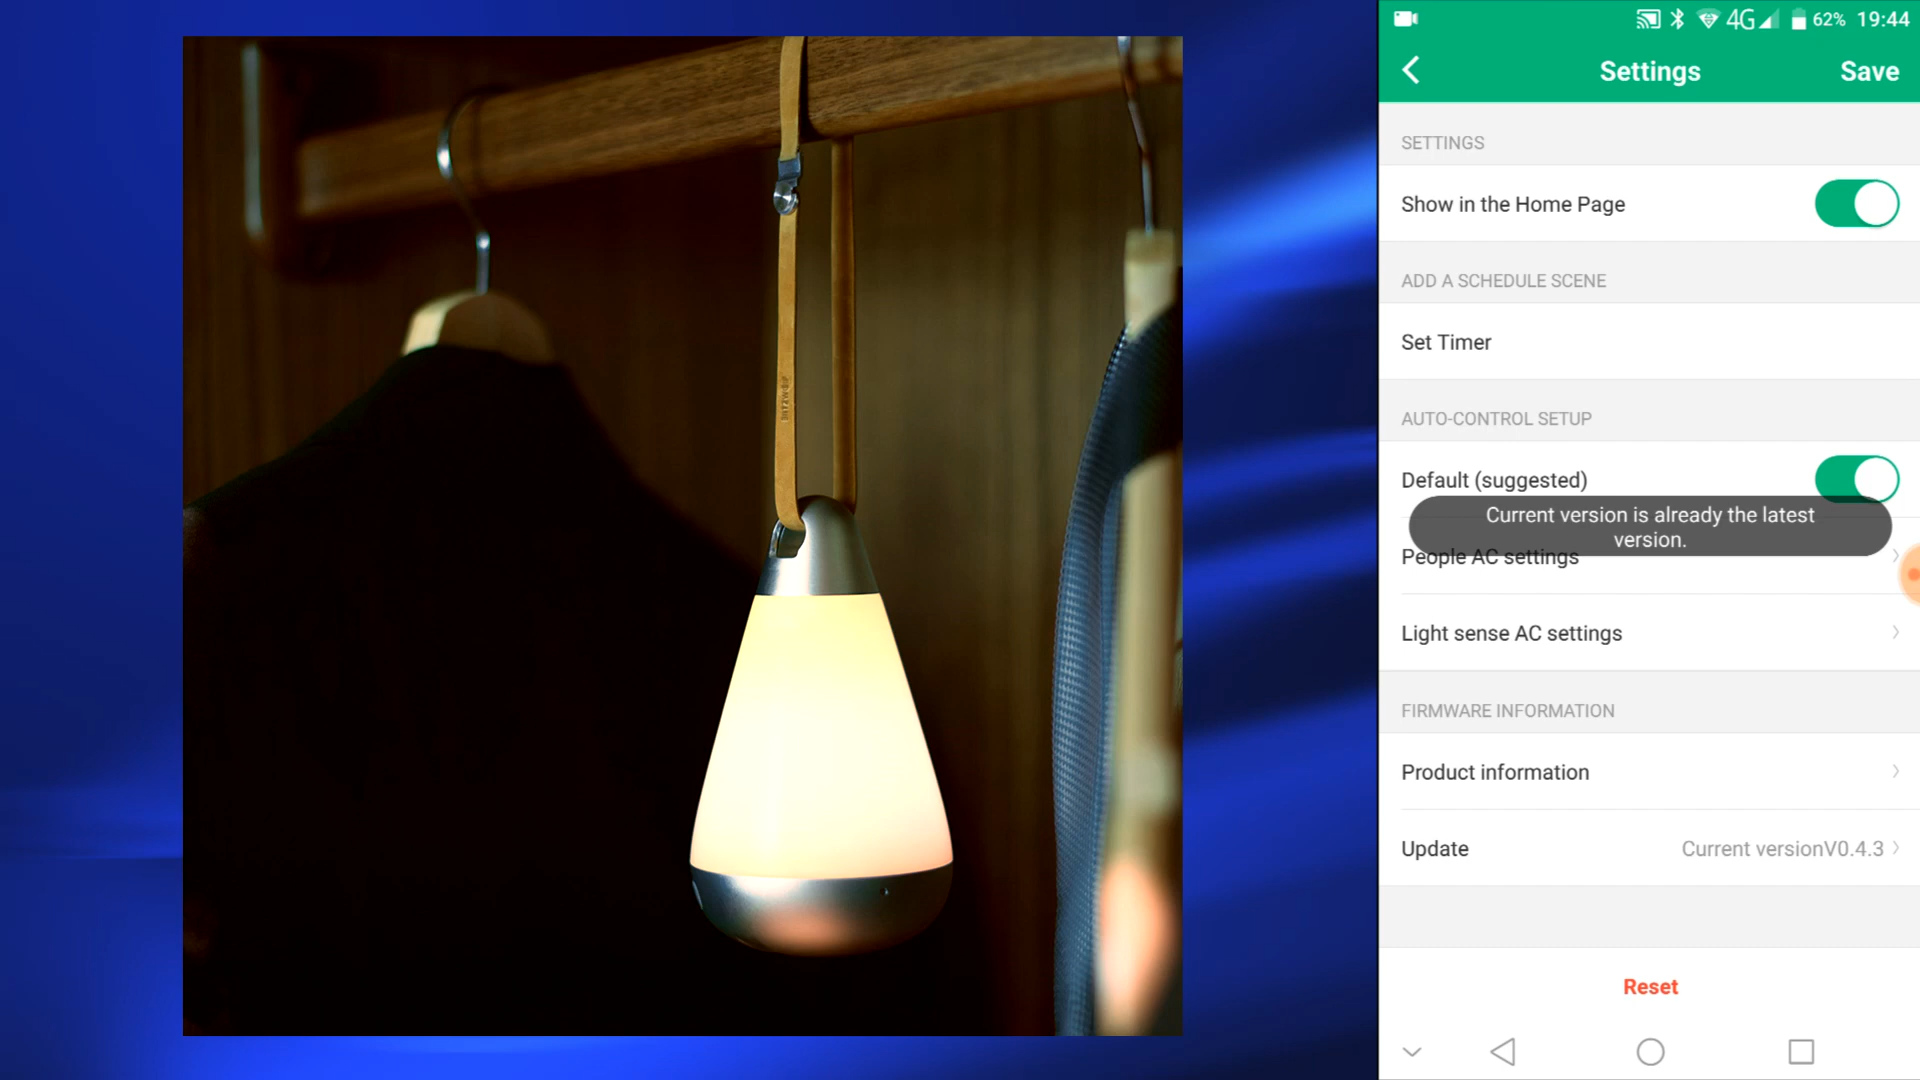 4G 62% 19:44
Settings Save
SETTINGS
Show in the Home Page
ADD A SCHEDULE SCENE
Set Timer
AUTO-CONTROL SETUP
Default (suggested)
Current version is already the latest
version.
People AC settings
Light sense AC settings
FIRMWARE INFORMATION
Product information
Update Current versionV0.4.3
Reset